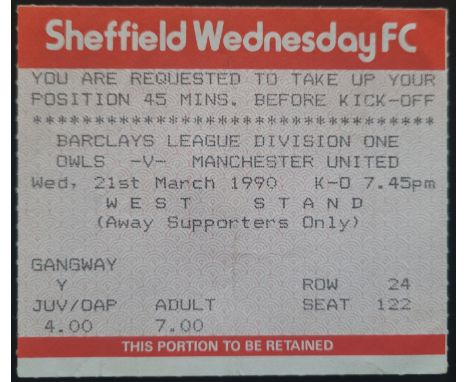 Sheffield Wednesday FC
YOU ARE REQUESTED TO TAKE UP YOUR
POSITION 45 MINS. BEFORE KICK-OFF
************************************
BARCLAYS LEAGUE DIVISION ONE
OWLS -V- MANCHESTER UNITED
Wed, 21st March 1990 K-O 7.45pm
WEST STAND
(Away Supporters Only)
GANGWAY
Y ROW 24
JUV/OAP ADULT SEAT 122
4.00 7.00
THIS PORTION TO BE RETAINED